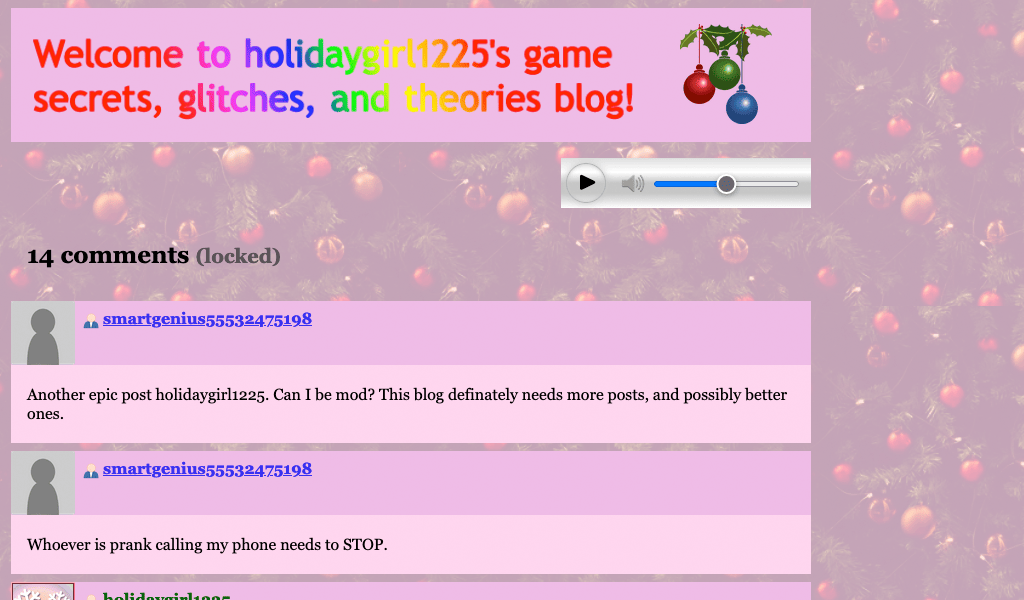 Welcome to holidaygirl1225's game
secrets, glitches, and theories blog!
14 comments (locked)
smartgenius55532475198
Another epic post holidaygirl1225. Can I be mod? This blog definately needs more posts, and possibly better
ones.
smartgenius55532475198
Whoever is prank calling my phone needs to STOP.
holidaygirl1225